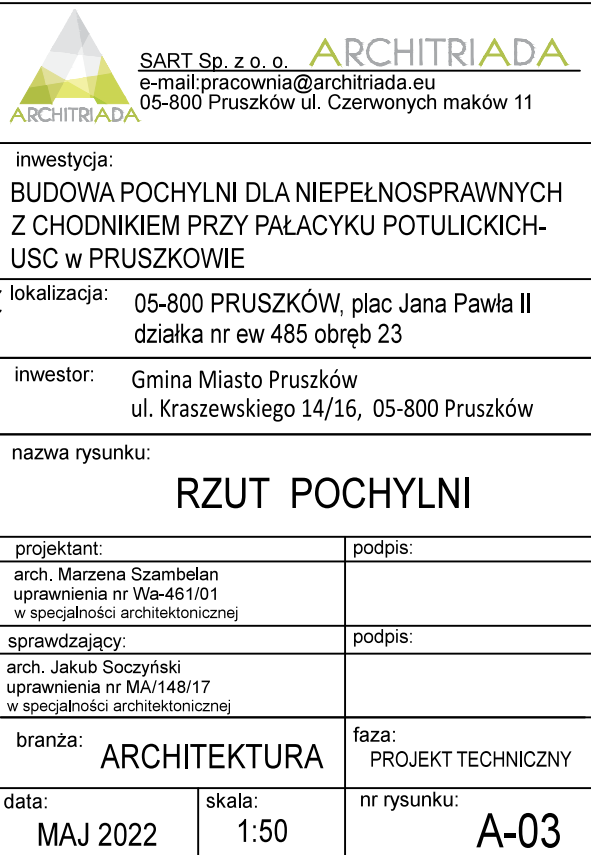 ARCHITRIADA
SART Sp. z o. o. ARCHITRIADA
e-mail:pracownia@architriada.eu
05-800 Pruszków ul. Czerwonych maków 11
inwestycja:
BUDOWA POCHYLNI DLA NIEPEŁNOSPRAWNYCH
Z CHODNIKIEM PRZY PAŁACYKU POTULICKICH-
USC w PRUSZKOWIE
lokalizacja:
05-800 PRUSZKÓW, plac Jana Pawła II
działka nr ew 485 obręb 23
inwestor:
Gmina Miasto Pruszków
ul. Kraszewskiego 14/16, 05-800 Pruszków
nazwa rysunku:
RZUT POCHYLNI
projektant:
podpis:
arch. Marzena Szambelan
uprawnienia nr Wa-461/01
w specjalności architektonicznej
sprawdzający:
podpis:
arch. Jakub Soczyński
uprawnienia nr MA/148/17
w specjalności architektonicznej
branża:
ARCHITEKTURA
faza:
PROJEKT TECHNICZNY
data:
MAJ 2022
skala:
1:50
nr rysunku:
A-03